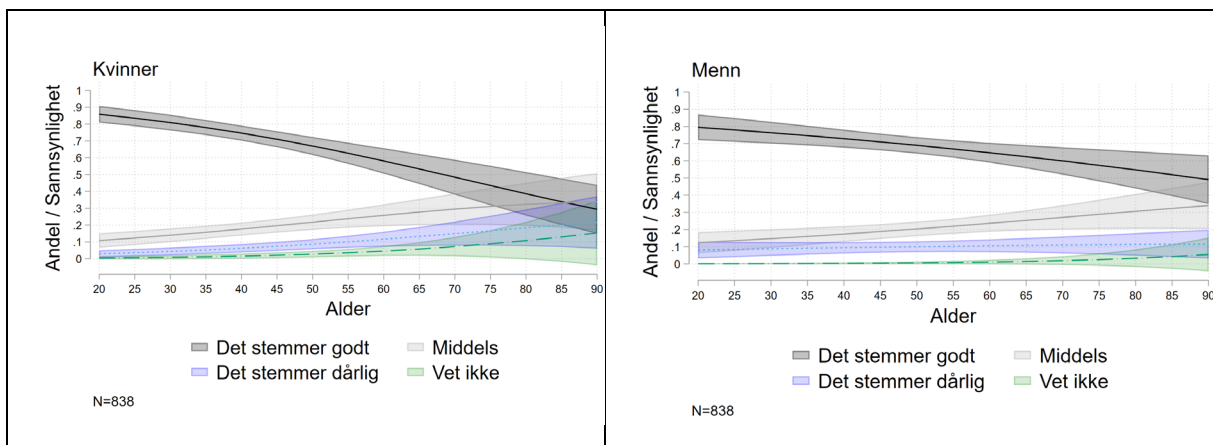 Kvinner
Andel / Sannsynlighet
1
.9
.8
.7
.6
.5
.4
.3
.2
.1
0
20 25 30 35 40 45 50 55 60 65 70 75 80 85 90
Alder
Det stemmer godt Middels
Det stemmer dårlig Vet ikke
N=838
Menn
Andel / Sannsynlighet
1
.9
.8
.7
.6
.5
.4
.3
.2
.1
0
20 25 30 35 40 45 50 55 60 65 70 75 80 85 90
Alder
Det stemmer godt Middels
Det stemmer dårlig Vet ikke
N=838